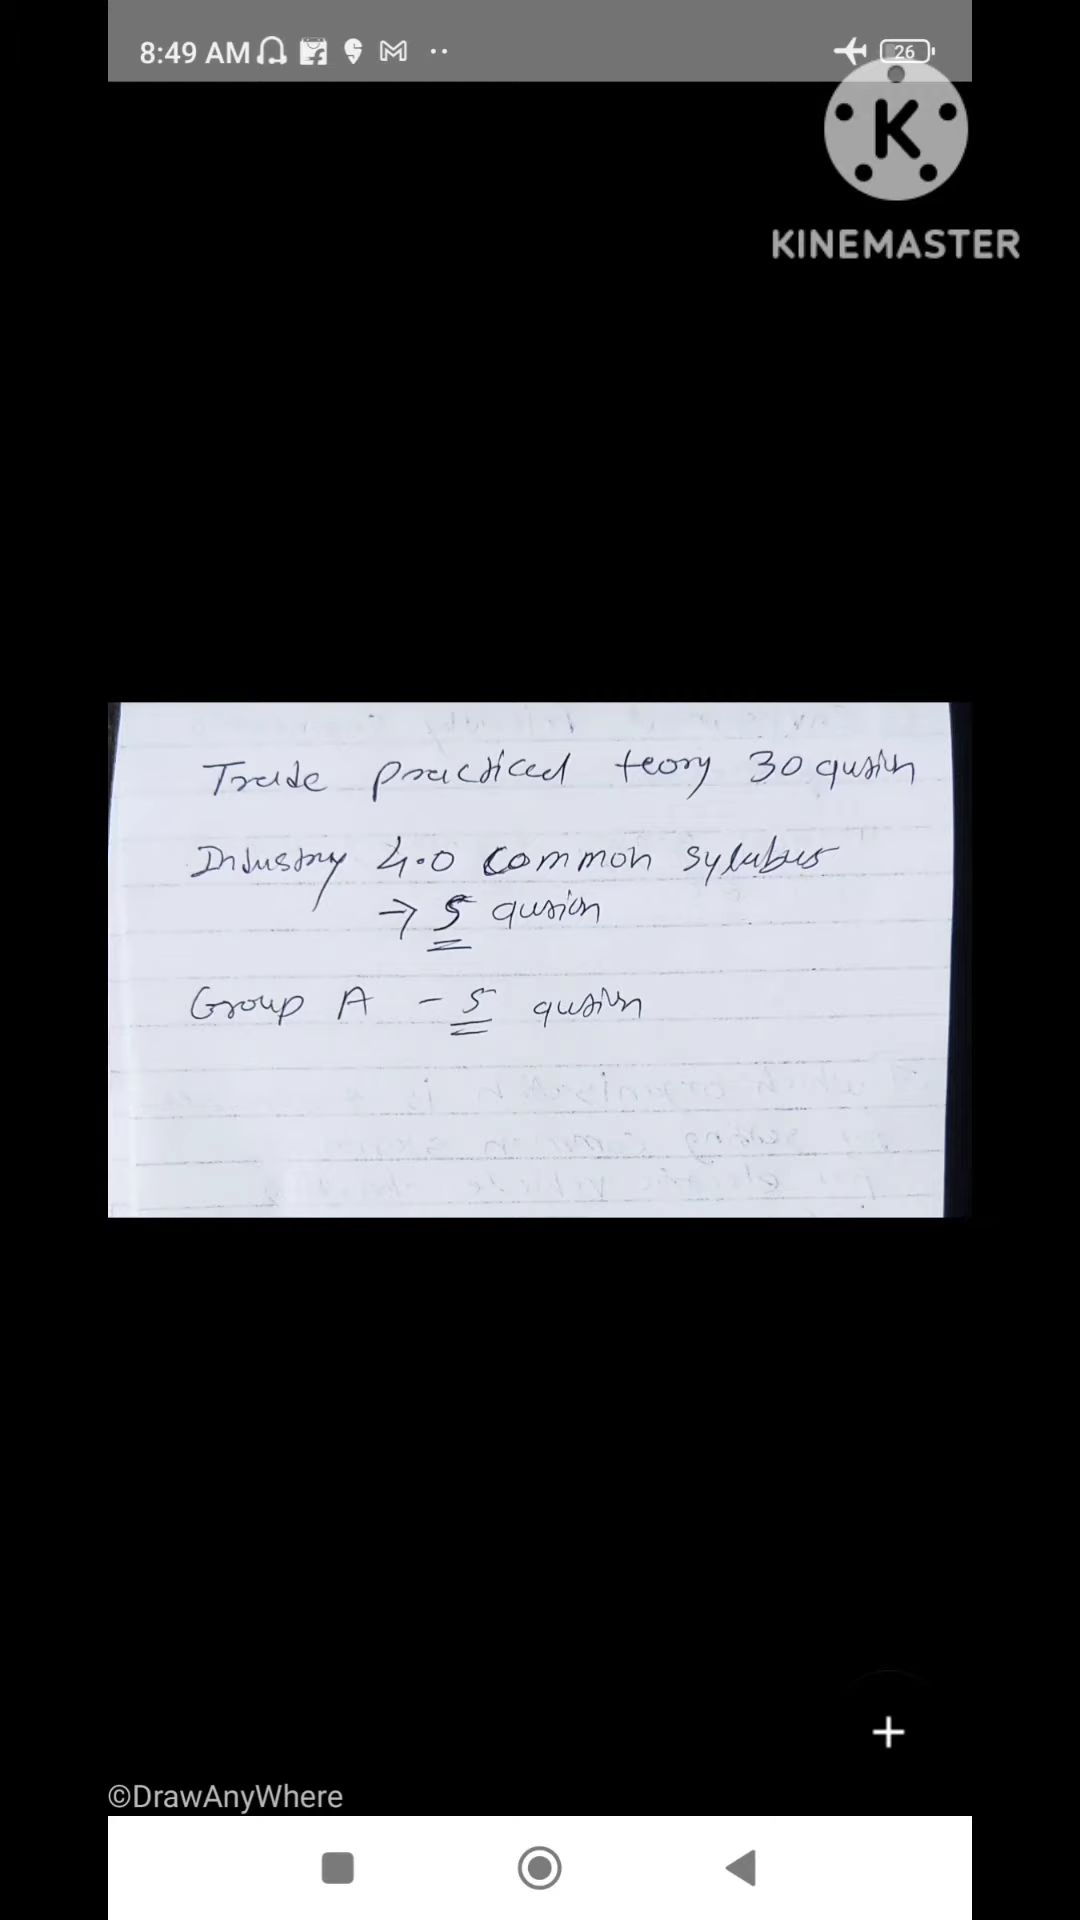 8:49 AM
26
K
KINEMASTER
Trade practiced teory 30 qusion
Industry 4.0 common sylabus
→ 5 qusion
Group A - 5 qusion
©DrawAnyWhere